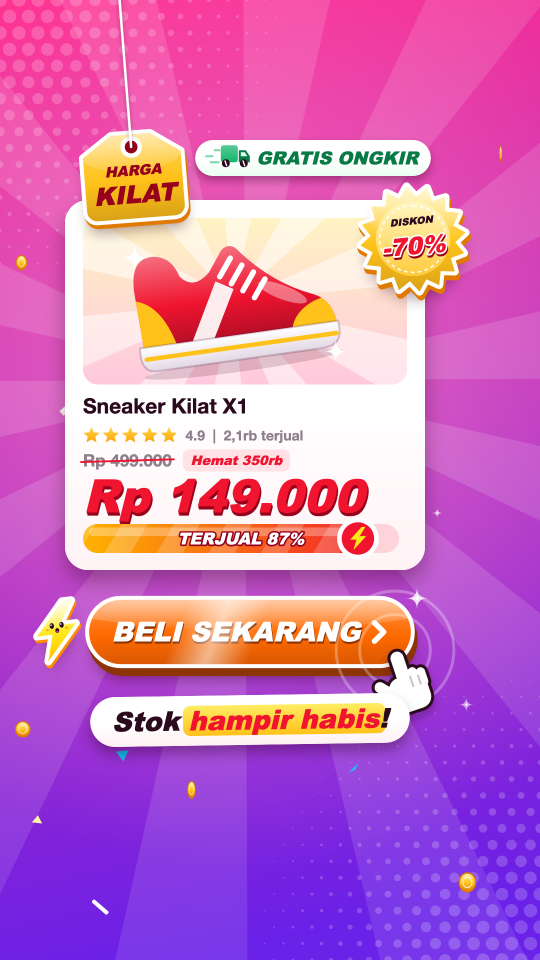 HARGA
KILAT
GRATIS ONGKIR
DISKON
-70%
Sneaker Kilat X1
4.9 | 2,1rb terjual
Rp 499.000 Hemat 350rb
Rp 149.000
TERJUAL 87%
BELI SEKARANG
Stok hampir habis!